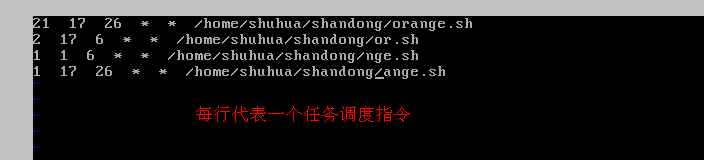 21 17 26 * * /home/shuhua/shandong/orange.sh
2 17 6 * * /home/shuhua/shandong/or.sh
1 1 6 * * /home/shuhua/shandong/nge.sh
1 17 26 * * /home/shuhua/shandong/ange.sh
~
~
每行代表一个任务调度指令
~
~
~